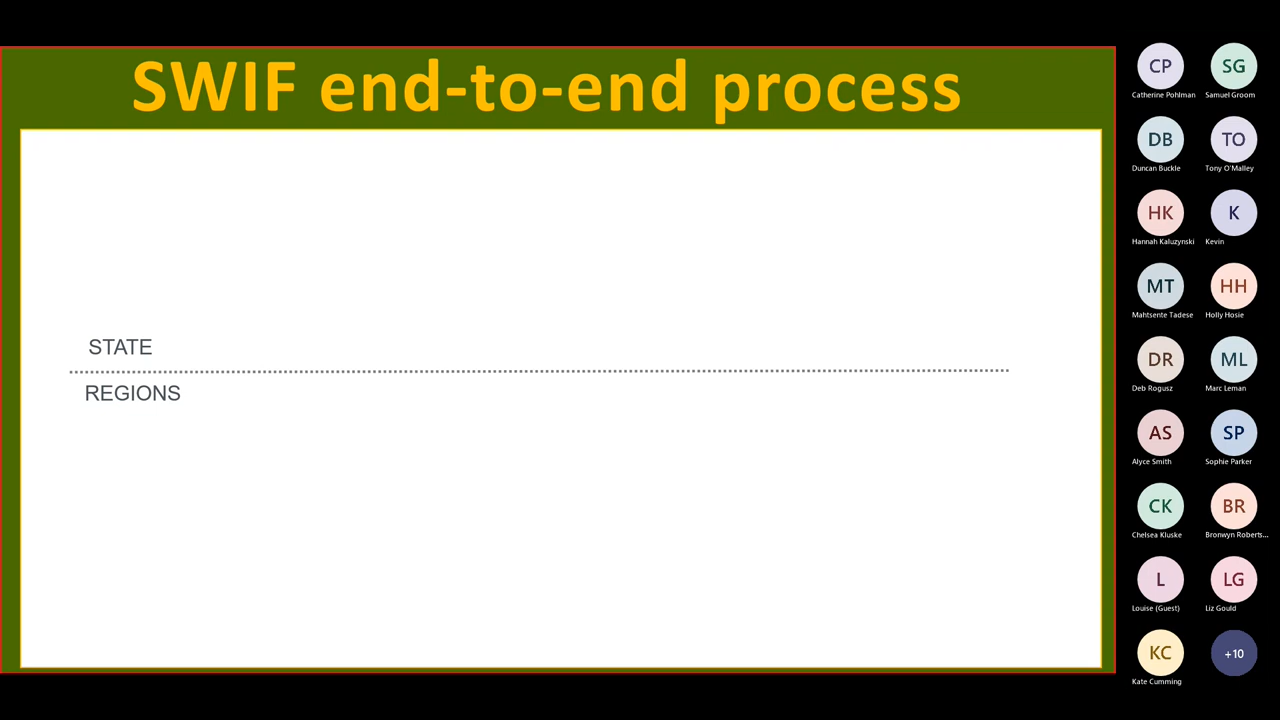 SWIF end-to-end process
STATE
REGIONS
CP SG
Catherine Pohlman Samuel Groom
DB TO
Duncan Buckle Tony O'Malley
HK K
Hannah Kaluzynski Kevin
MT HH
Mahtsente Tadese Holly Hosie
DR ML
Deb Rogusz Marc Leman
AS SP
Alyce Smith Sophie Parker
CK BR
Chelsea Kluske Bronwyn Roberts...
L LG
Louise (Guest) Liz Gould
KC +10
Kate Cumming